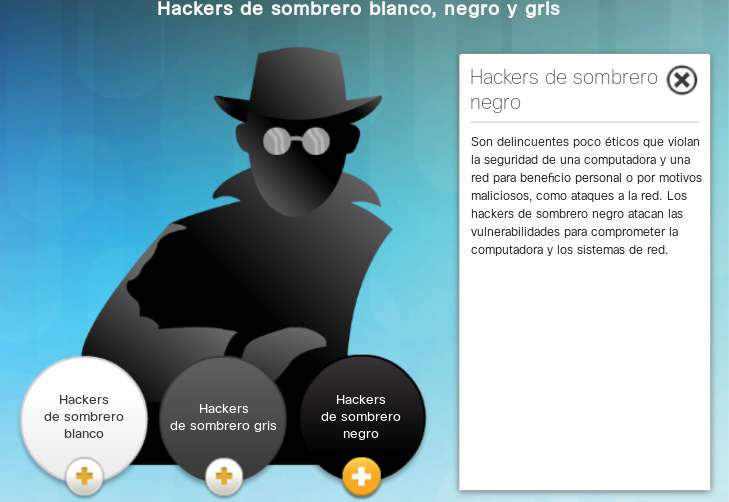 Hackers de sombrero blanco, negro y gris
Hackers de sombrero
negro
Son delincuentes poco éticos que violan
la seguridad de una computadora y una
red para beneficio personal o por motivos
maliciosos, como ataques a la red. Los
hackers de sombrero negro atacan las
vulnerabilidades para comprometer la
computadora y los sistemas de red.
Hackers
de sombrero
blanco
Hackers
de sombrero gris
Hackers
de sombrero
negro